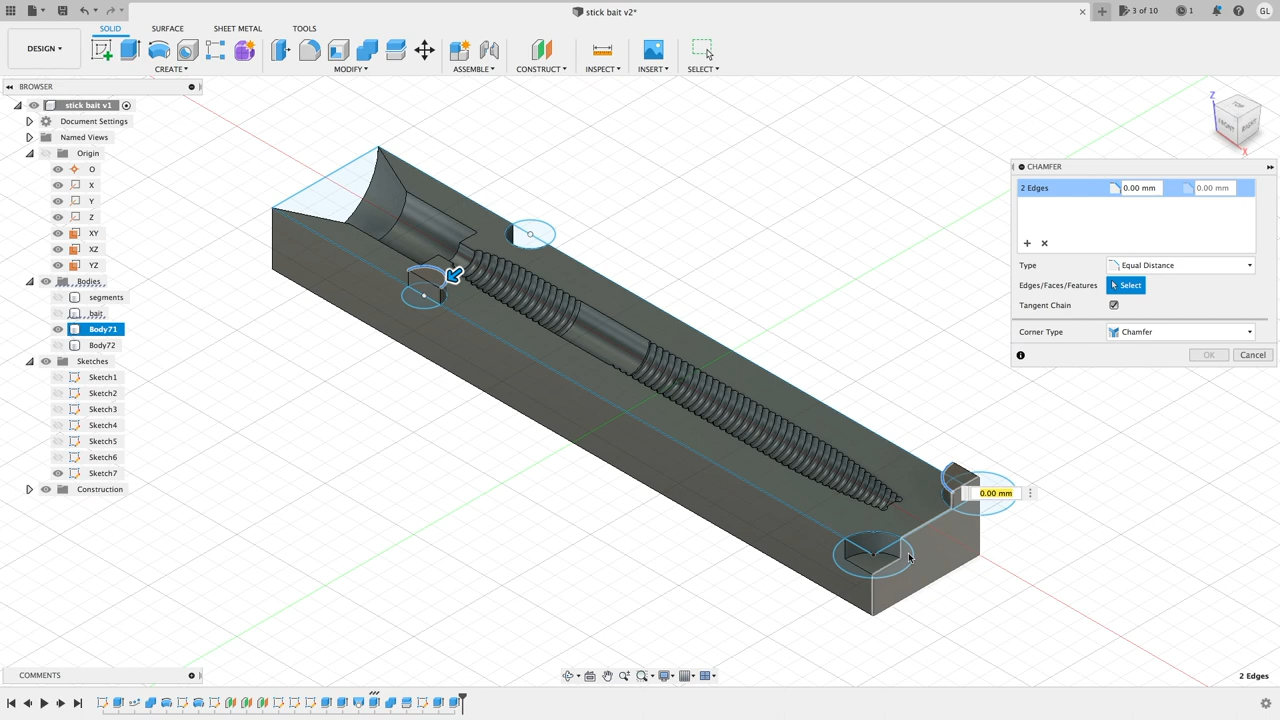 stick bait v2*
3 of 10
1
GL
DESIGN
SOLID
SURFACE
SHEET METAL
TOOLS
CREATE
MODIFY
ASSEMBLE
CONSTRUCT
INSPECT
INSERT
SELECT
BROWSER
stick bait v1
Document Settings
Named Views
Origin
O
X
Y
Z
XY
XZ
YZ
Bodies
segments
bait
Body71
Body72
Sketches
Sketch1
Sketch2
Sketch3
Sketch4
Sketch5
Sketch6
Sketch7
Construction
Z
TOP
FRONT
RIGHT
X
CHAMFER
2 Edges
0.00 mm
0.00 mm
Type
Equal Distance
Edges/Faces/Features
Select
Tangent Chain
Corner Type
Chamfer
OK
Cancel
0.00 mm
COMMENTS
2 Edges